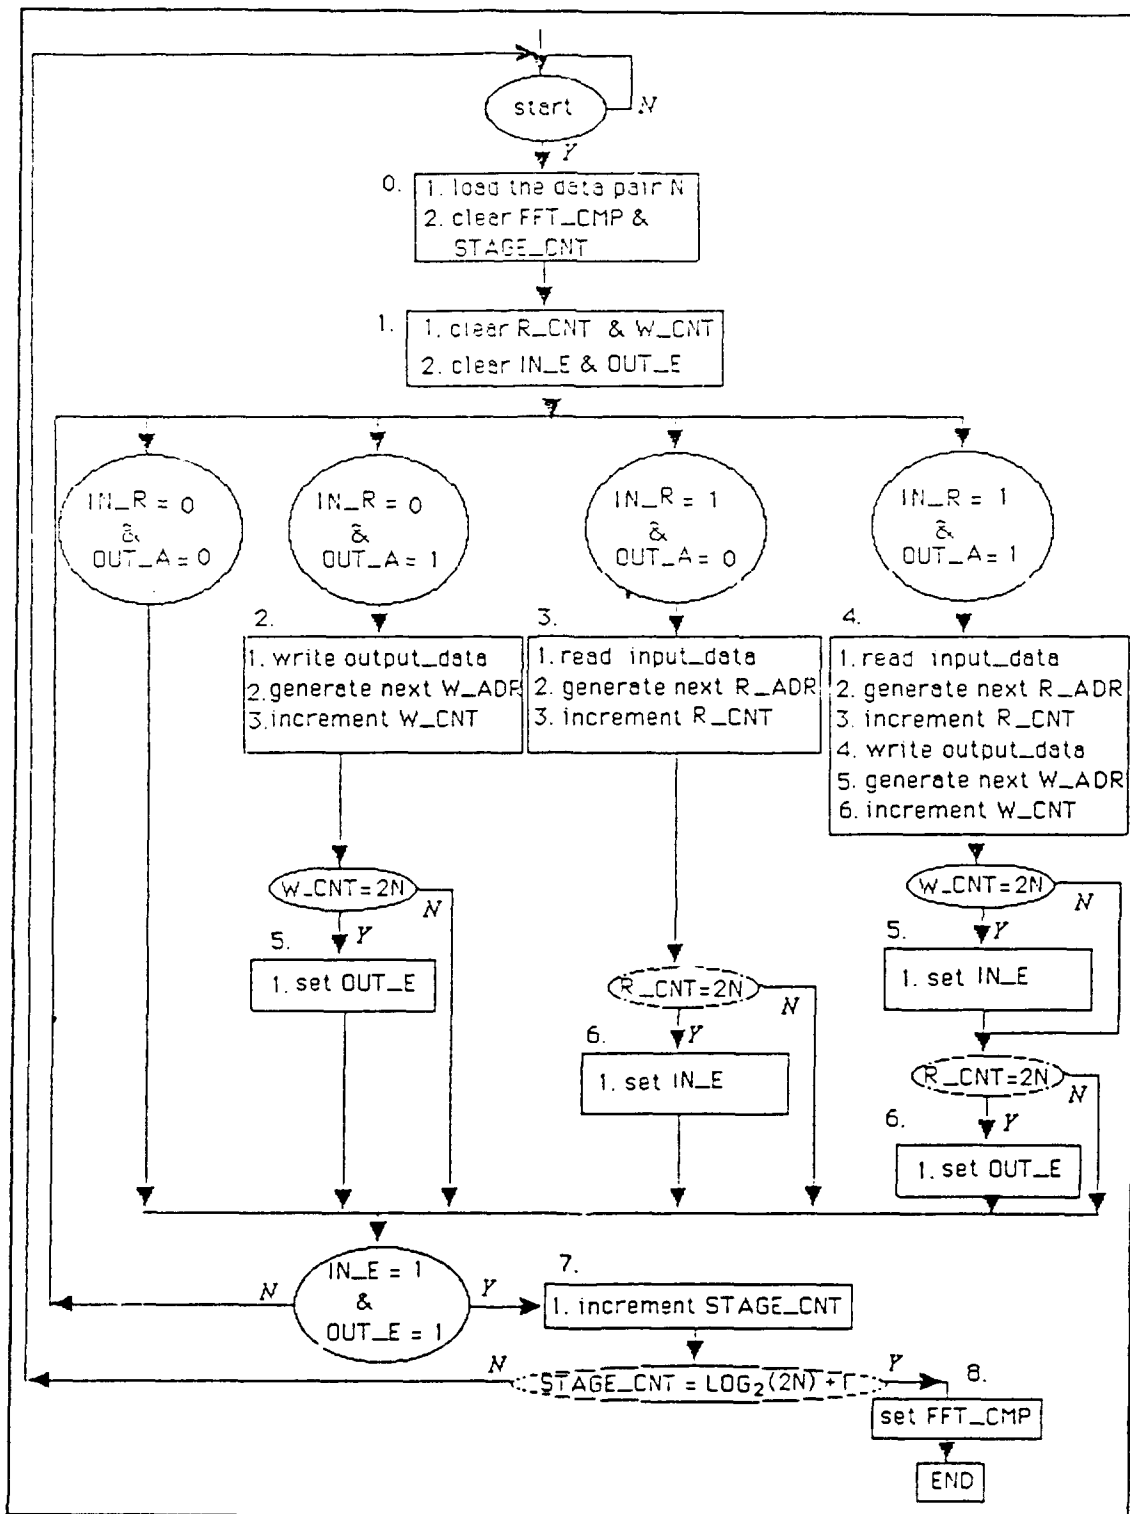 start
N
Y
0.
1. load the data pair N
2. clear FFT_CMP &
STAGE_CNT
1.
1. clear R_CNT & W_CNT
2. clear IN_E & OUT_E
IN_R = 0
&
OUT_A = 0
IN_R = 0
&
OUT_A = 1
IN_R = 1
&
OUT_A = 0
IN_R = 1
&
OUT_A = 1
2.
1. write output_data
2. generate next W_ADR
3. increment W_CNT
3.
1. read input_data
2. generate next R_ADR
3. increment R_CNT
4.
1. read input_data
2. generate next R_ADR
3. increment R_CNT
4. write output_data
5. generate next W_ADR
6. increment W_CNT
W_CNT = 2N
N
Y
5.
1. set OUT_E
R_CNT = 2N
N
Y
6.
1. set IN_E
W_CNT = 2N
N
Y
5.
1. set IN_E
R_CNT = 2N
N
Y
6.
1. set OUT_E
IN_E = 1
&
OUT_E = 1
N
Y
7.
1. increment STAGE_CNT
STAGE_CNT = LOG₂(2N) +
N
Y
8.
set FFT_CMP
END